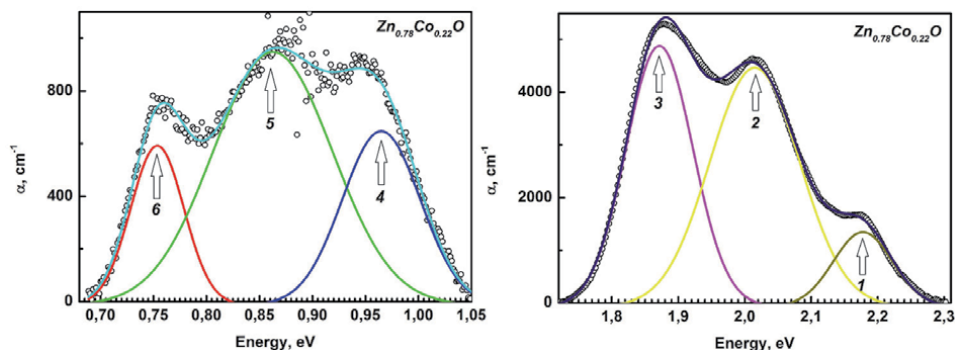 Zn0.78Co0.22O
800
400
0
α, cm-1
5
4
6
0,70 0,75 0,80 0,85 0,90 0,95 1,00 1,05
Energy, eV
Zn0.78Co0.22O
4000
2000
0
α, cm-1
3
2
1
1,8 1,9 2,0 2,1 2,2 2,3
Energy, eV